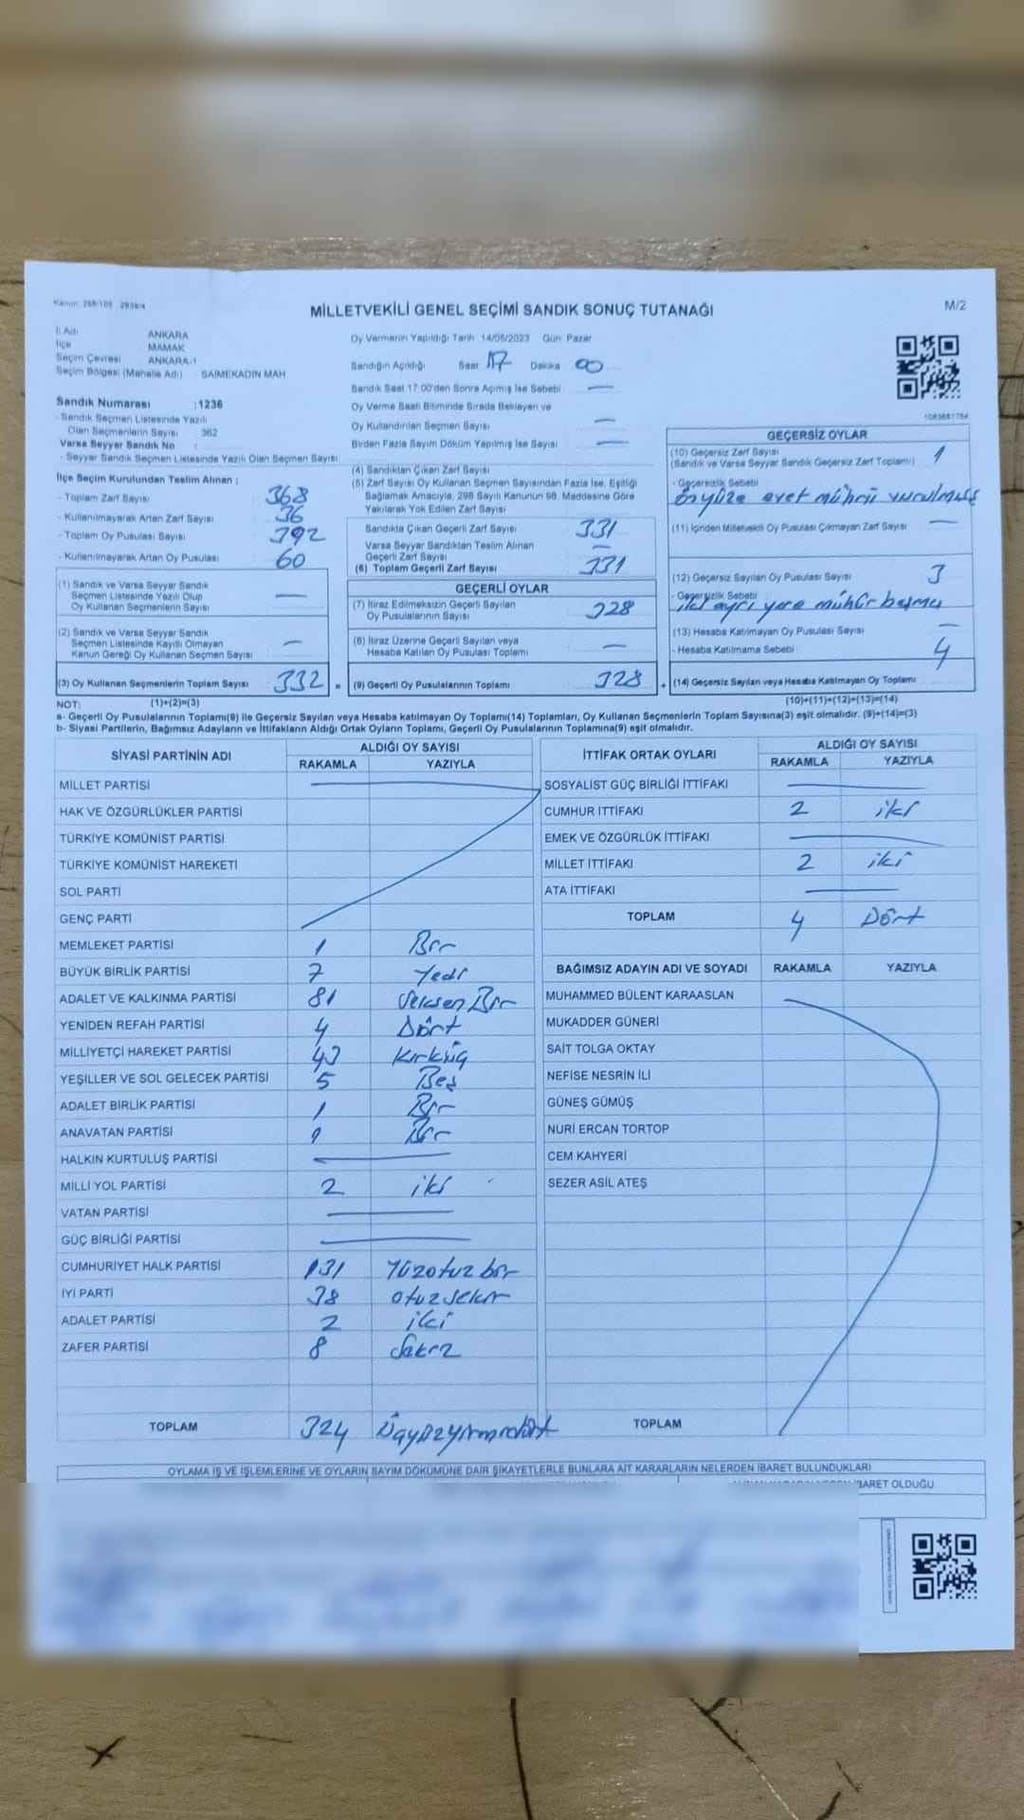 MİLLETVEKİLİ GENEL SEÇİMİ SANDIK SONUÇ TUTANAĞI
M/2
İl Adı ANKARA
İlçe MAMAK
Seçim Çevresi ANKARA-1
Seçim Bölgesi (Mahalle Adı) SAİMEKADIN MAH
Sandık Numarası :1236
- Sandık Seçmen Listesinde Yazılı
Olan Seçmenlerin Sayısı 362
Varsa Seyyar Sandık No :
- Seyyar Sandık Seçmen Listesinde Yazılı Olan Seçmen Sayısı
İlçe Seçim Kurulundan Teslim Alınan :
- Toplam Zarf Sayısı 368
- Kullanılmayarak Artan Zarf Sayısı 36
- Toplam Oy Pusulası Sayısı 392
- Kullanılmayarak Artan Oy Pusulası 60
(1) Sandık ve Varsa Seyyar Sandık
Seçmen Listesinde Yazılı Olup
Oy Kullanan Seçmenlerin Sayısı —
(2) Sandık ve Varsa Seyyar Sandık
Seçmen Listesinde Kayıtlı Olmayan
Kanun Gereği Oy Kullanan Seçmen Sayısı —
(3) Oy Kullanan Seçmenlerin Toplam Sayısı 332 =
Oy Vermenin Yapıldığı Tarih 14/05/2023 Gün: Pazar
Sandığın Açıldığı Saat 17 Dakika 00
Sandık Saat 17:00'den Sonra Açılmış İse Sebebi —
Oy Verme Saati Bitiminde Sırada Bekleyen ve
Oy Kullandırılan Seçmen Sayısı —
Birden Fazla Sayım Döküm Yapılmış İse Sayısı —
(4) Sandıktan Çıkan Zarf Sayısı
(5) Zarf Sayısı Oy Kullanan Seçmen Sayısından Fazla İse, Eşitliği
Bağlamak Amacıyla, 298 Sayılı Kanunun 98. Maddesine Göre
Yakılarak Yok Edilen Zarf Sayısı
Sandıkta Çıkan Geçerli Zarf Sayısı 331
Varsa Seyyar Sandıktan Teslim Alınan
Geçerli Zarf Sayısı —
(6) Toplam Geçerli Zarf Sayısı 331
GEÇERLİ OYLAR
(7) İtiraz Edilmeksizin Geçerli Sayılan
Oy Pusulalarının Sayısı 328
(8) İtiraz Üzerine Geçerli Sayılan veya
Hesaba Katılan Oy Pusulası Toplamı —
(9) Geçerli Oy Pusulalarının Toplamı 328 +
GEÇERSİZ OYLAR
(10) Geçersiz Zarf Sayısı 1
(Sandık ve Varsa Seyyar Sandık Geçersiz Zarf Toplamı)
- Geçersizlik Sebebi
önyüze evet mührü vurulmuş
(11) İçinden Milletvekili Oy Pusulası Çıkmayan Zarf Sayısı —
(12) Geçersiz Sayılan Oy Pusulası Sayısı 3
- Geçersizlik Sebebi
iki ayrı yere mühür basma
(13) Hesaba Katılmayan Oy Pusulası Sayısı —
- Hesaba Katılmama Sebebi 4
(14) Geçersiz Sayılan veya Hesaba Katılmayan Oy Toplamı
NOT: (1)+(2)=(3) (10)+(11)+(12)+(13)=(14)
a- Geçerli Oy Pusulalarının Toplamı(9) ile Geçersiz Sayılan veya Hesaba katılmayan Oy Toplamı(14) Toplamları, Oy Kullanan Seçmenlerin Toplam Sayısına(3) eşit olmalıdır. (9)+(14)=(3)
b- Siyasi Partilerin, Bağımsız Adayların ve İttifakların Aldığı Ortak Oyların Toplamı, Geçerli Oy Pusulalarının Toplamına(9) eşit olmalıdır.
SİYASİ PARTİNİN ADI ALDIĞI OY SAYISI
RAKAMLA YAZIYLA
MİLLET PARTİSİ —
HAK VE ÖZGÜRLÜKLER PARTİSİ
TÜRKİYE KOMÜNİST PARTİSİ
TÜRKİYE KOMÜNİST HAREKETİ
SOL PARTİ
GENÇ PARTİ
MEMLEKET PARTİSİ 1 Bir
BÜYÜK BİRLİK PARTİSİ 7 Yedi
ADALET VE KALKINMA PARTİSİ 81 Seksen Bir
YENİDEN REFAH PARTİSİ 4 Dört
MİLLİYETÇİ HAREKET PARTİSİ 43 Kırküç
YEŞİLLER VE SOL GELECEK PARTİSİ 5 Beş
ADALET BİRLİK PARTİSİ 1 Bir
ANAVATAN PARTİSİ 1 Bir
HALKIN KURTULUŞ PARTİSİ —
MİLLİ YOL PARTİSİ 2 iki
VATAN PARTİSİ —
GÜÇ BİRLİĞİ PARTİSİ —
CUMHURİYET HALK PARTİSİ 131 Yüzotuz bir
İYİ PARTİ 38 otuzsekiz
ADALET PARTİSİ 2 iki
ZAFER PARTİSİ 8 Sekiz
TOPLAM 324 Üçyüzyirmidört
İTTİFAK ORTAK OYLARI ALDIĞI OY SAYISI
RAKAMLA YAZIYLA
SOSYALİST GÜÇ BİRLİĞİ İTTİFAKI —
CUMHUR İTTİFAKI 2 iki
EMEK VE ÖZGÜRLÜK İTTİFAKI —
MİLLET İTTİFAKI 2 iki
ATA İTTİFAKI —
TOPLAM 4 Dört
BAĞIMSIZ ADAYIN ADI VE SOYADI RAKAMLA YAZIYLA
MUHAMMED BÜLENT KARAASLAN
MUKADDER GÜNERİ
SAİT TOLGA OKTAY
NEFİSE NESRİN İLİ
GÜNEŞ GÜMÜŞ
NURİ ERCAN TORTOP
CEM KAHYERİ
SEZER ASİL ATEŞ
TOPLAM
OYLAMA İŞ VE İŞLEMLERİNE VE OYLARIN SAYIM DÖKÜMÜNE DAİR ŞİKAYETLERLE BUNLARA AİT KARARLARIN NELERDEN İBARET BULUNDUKLARI
İBARET OLDUĞU